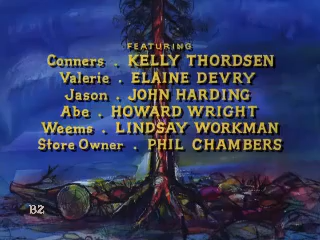 FEATURING
Conners . KELLY THORDSEN
Valerie . ELAINE DEVRY
Jason . JOHN HARDING
Abe . HOWARD WRIGHT
Weems . LINDSAY WORKMAN
Store Owner . PHIL CHAMBERS
BZ